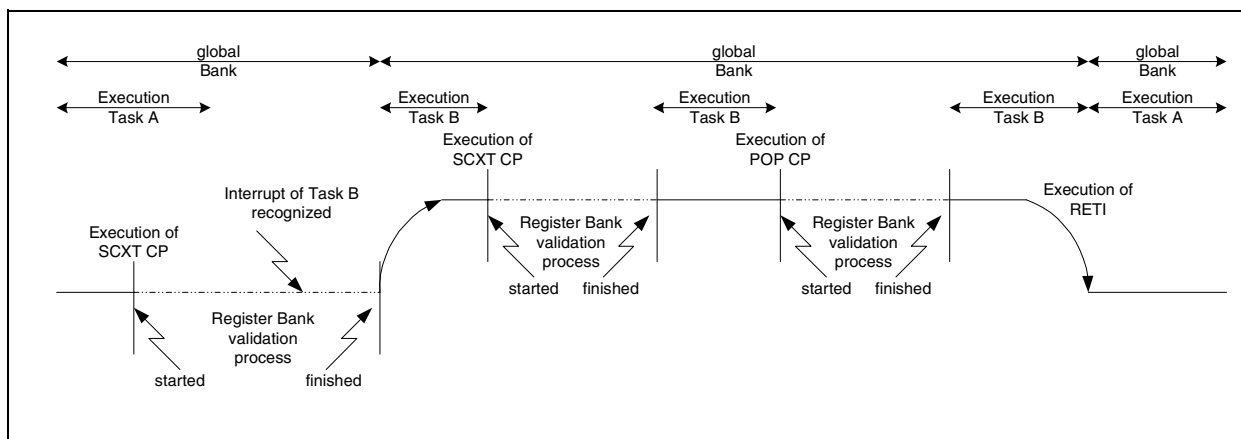 global
Bank
global
Bank
global
Bank
Execution
Task A
Execution
Task B
Execution
Task B
Execution
Task B
Execution
Task A
Execution of
SCXT CP
Execution of
POP CP
Interrupt of Task B
recognized
Execution of
RETI
Execution of
SCXT CP
Register Bank
validation
process
Register Bank
validation
process
started
finished
started
finished
Register Bank
validation
process
started
finished